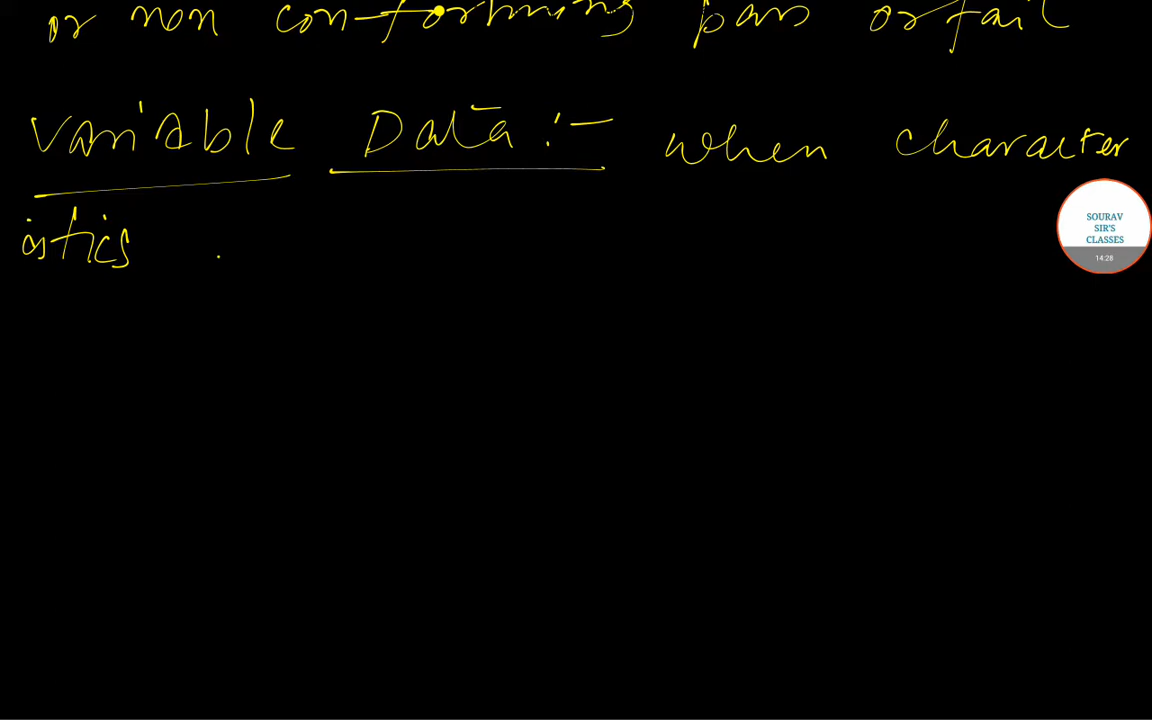 or non conforming pass or fail
Variable Data :- when character
istics
SOURAV
SIR'S
CLASSES
14:28